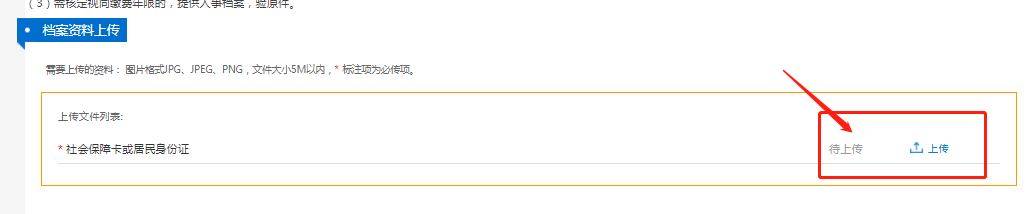 （3）需核定视同缴费年限的，提供人事档案，验原件。
档案资料上传
需要上传的资料： 图片格式JPG、JPEG、PNG，文件大小5M以内，* 标注项为必传项。
上传文件列表:
* 社会保障卡或居民身份证 待上传 上传